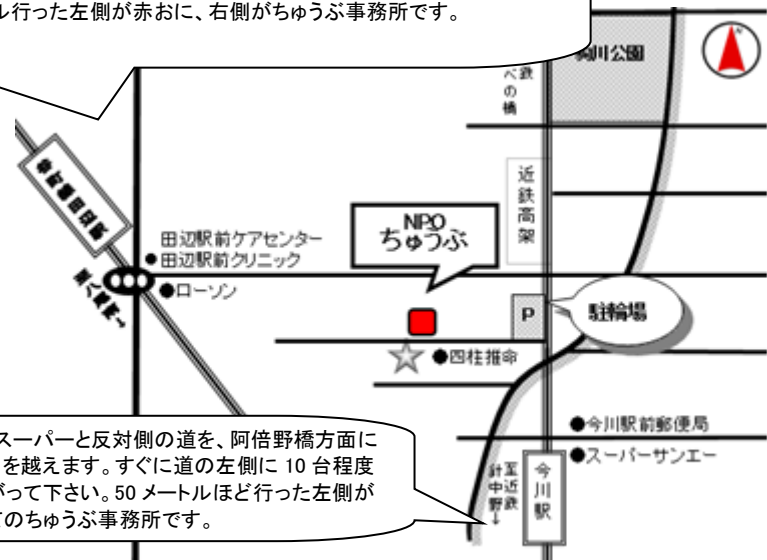 ル行った左側が赤おに、右側がちゅうぶ事務所です。
駒川公園
近鉄高架
NPO
ちゅうぶ
田辺駅前ケアセンター
田辺駅前クリニック
ローソン
P
駐輪場
四柱推命
今川駅前郵便局
スーパーサンエー
今川駅
至近鉄
針中野↓
スーパーと反対側の道を、阿倍野橋方面に
を越えます。すぐに道の左側に 10 台程度
がって下さい。50 メートルほど行った左側が
てのちゅうぶ事務所です。